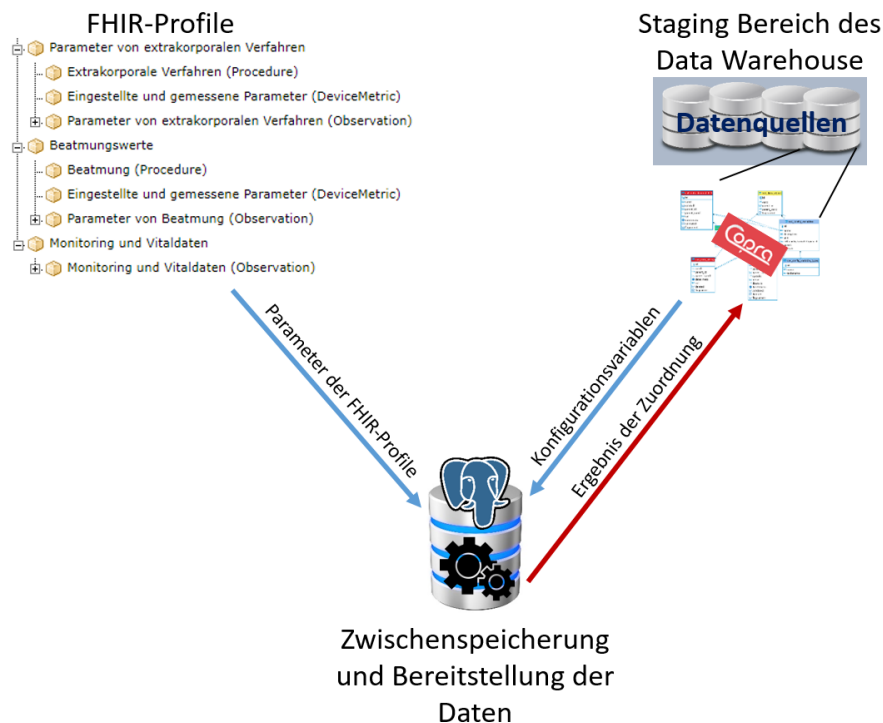 FHIR-Profile
Parameter von extrakorporalen Verfahren
Extrakorporale Verfahren (Procedure)
Eingestellte und gemessene Parameter (DeviceMetric)
Parameter von extrakorporalen Verfahren (Observation)
Beatmungswerte
Beatmung (Procedure)
Eingestellte und gemessene Parameter (DeviceMetric)
Parameter von Beatmung (Observation)
Monitoring und Vitaldaten
Monitoring und Vitaldaten (Observation)
Staging Bereich des
Data Warehouse
Datenquellen
Copra
Parameter der FHIR-Profile
Konfigurationsvariablen
Ergebnis der Zuordnung
Zwischenspeicherung
und Bereitstellung der
Daten